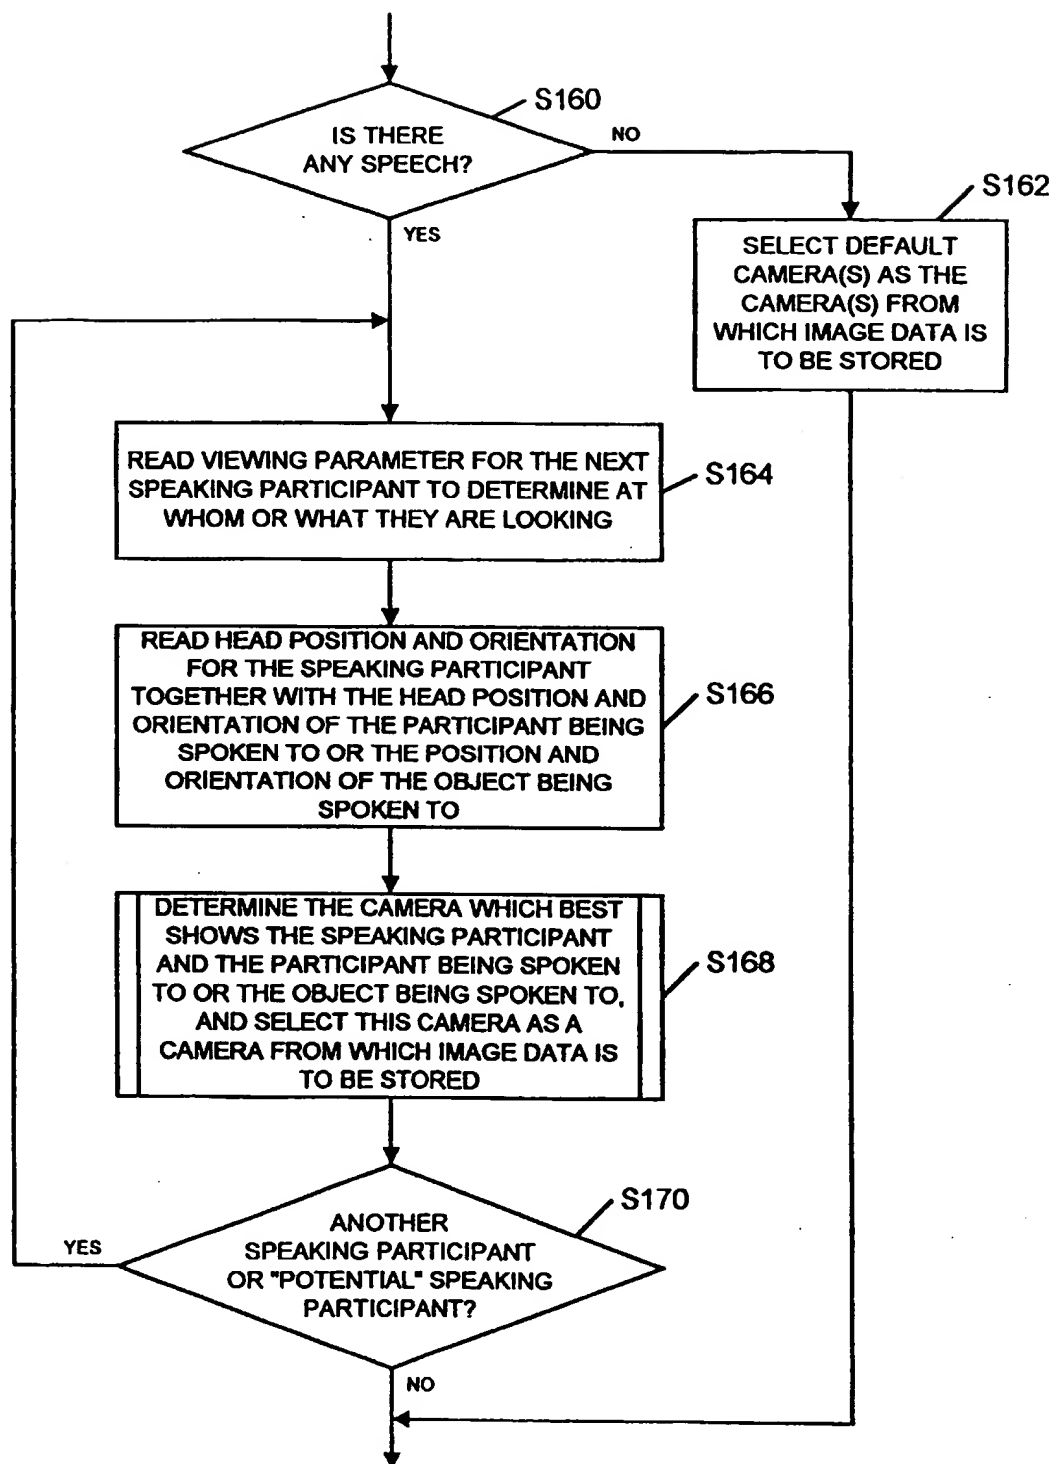 S160
IS THERE
ANY SPEECH?
NO
YES
S162
SELECT DEFAULT
CAMERA(S) AS THE
CAMERA(S) FROM
WHICH IMAGE DATA IS
TO BE STORED
READ VIEWING PARAMETER FOR THE NEXT
SPEAKING PARTICIPANT TO DETERMINE AT
WHOM OR WHAT THEY ARE LOOKING
S164
READ HEAD POSITION AND ORIENTATION
FOR THE SPEAKING PARTICIPANT
TOGETHER WITH THE HEAD POSITION AND
ORIENTATION OF THE PARTICIPANT BEING
SPOKEN TO OR THE POSITION AND
ORIENTATION OF THE OBJECT BEING
SPOKEN TO
S166
DETERMINE THE CAMERA WHICH BEST
SHOWS THE SPEAKING PARTICIPANT
AND THE PARTICIPANT BEING SPOKEN
TO OR THE OBJECT BEING SPOKEN TO,
AND SELECT THIS CAMERA AS A
CAMERA FROM WHICH IMAGE DATA IS
TO BE STORED
S168
S170
ANOTHER
SPEAKING PARTICIPANT
OR "POTENTIAL" SPEAKING
PARTICIPANT?
YES
NO